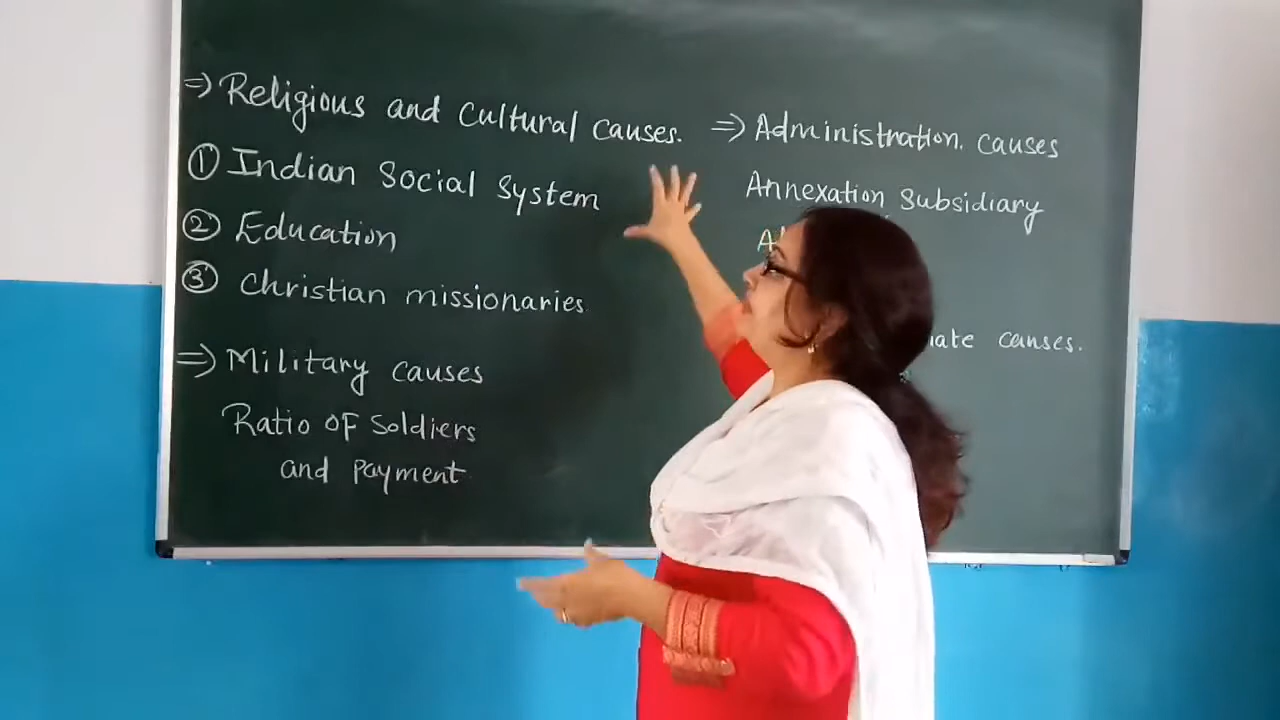 ⇒ Religious and Cultural causes.
① Indian Social System
② Education
③ Christian missionaries
⇒ Military causes
Ratio OF Soldiers
and Payment
⇒ Administration. causes
Annexation Subsidiary
causes.